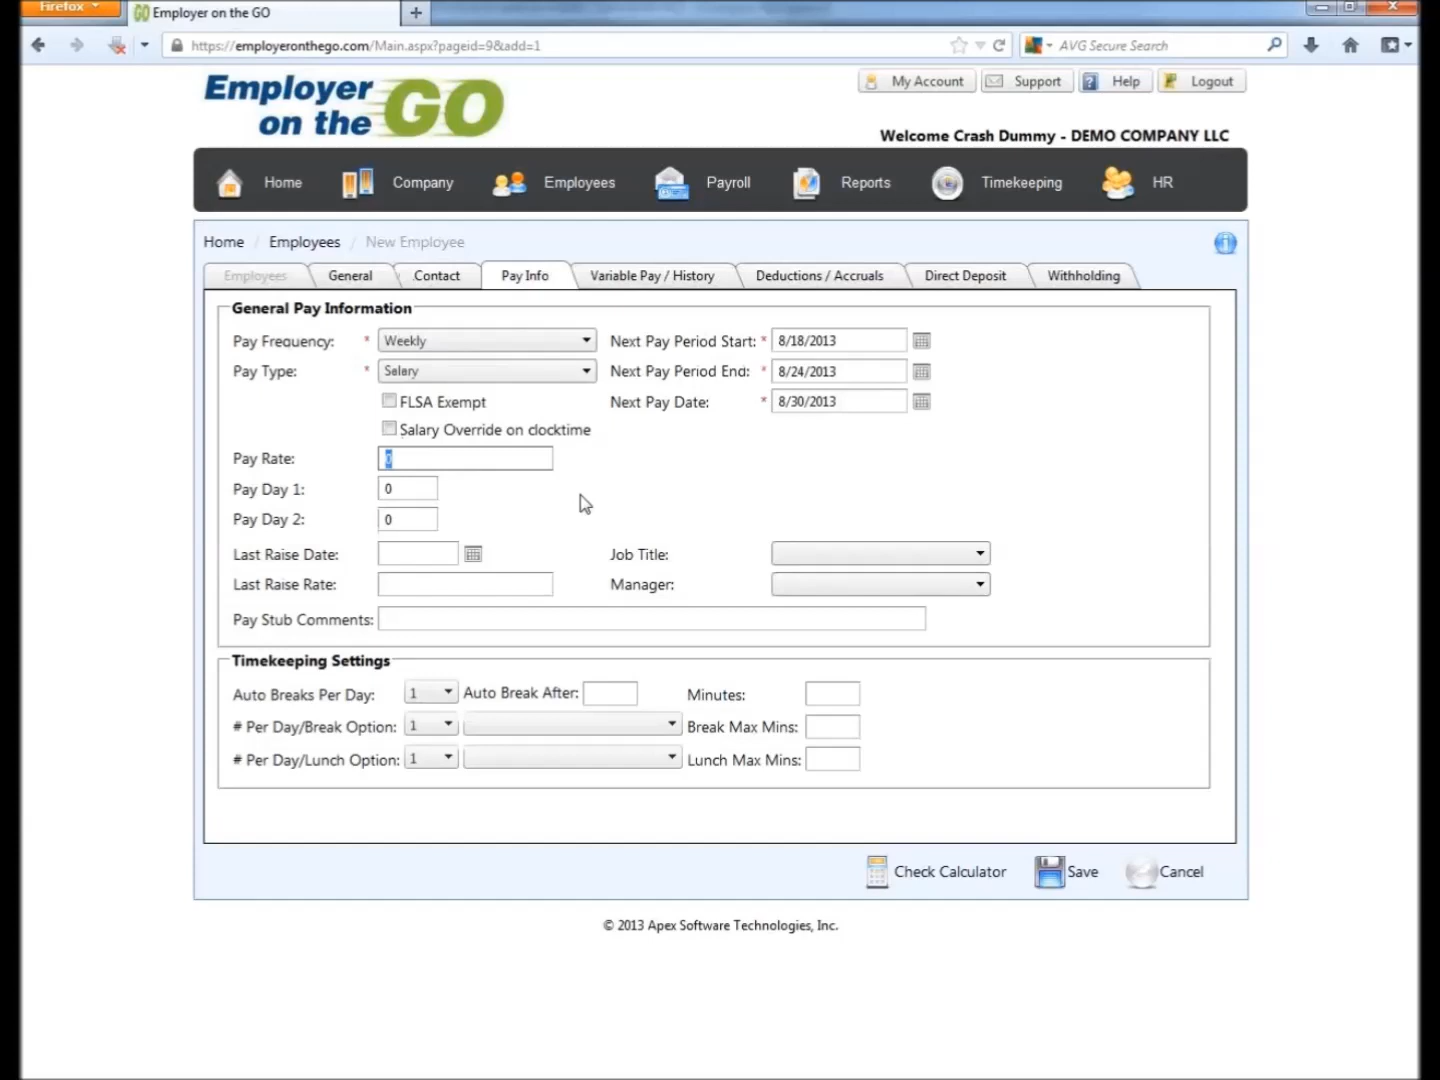 Firefox
Employer on the GO
https://employeronthego.com/Main.aspx?pageid=9&add=1
AVG Secure Search
Employer on the GO
My Account
Support
Help
Logout
Welcome Crash Dummy - DEMO COMPANY LLC
Home
Company
Employees
Payroll
Reports
Timekeeping
HR
Home / Employees / New Employee
Employees
General
Contact
Pay Info
Variable Pay / History
Deductions / Accruals
Direct Deposit
Withholding
General Pay Information
Pay Frequency: * Weekly Next Pay Period Start: * 8/18/2013
Pay Type: * Salary Next Pay Period End: * 8/24/2013
FLSA Exempt Next Pay Date: * 8/30/2013
Salary Override on clocktime
Pay Rate: 0
Pay Day 1: 0
Pay Day 2: 0
Last Raise Date: Job Title:
Last Raise Rate: Manager:
Pay Stub Comments:
Timekeeping Settings
Auto Breaks Per Day: 1 Auto Break After: Minutes:
# Per Day/Break Option: 1 Break Max Mins:
# Per Day/Lunch Option: 1 Lunch Max Mins:
Check Calculator
Save
Cancel
© 2013 Apex Software Technologies, Inc.